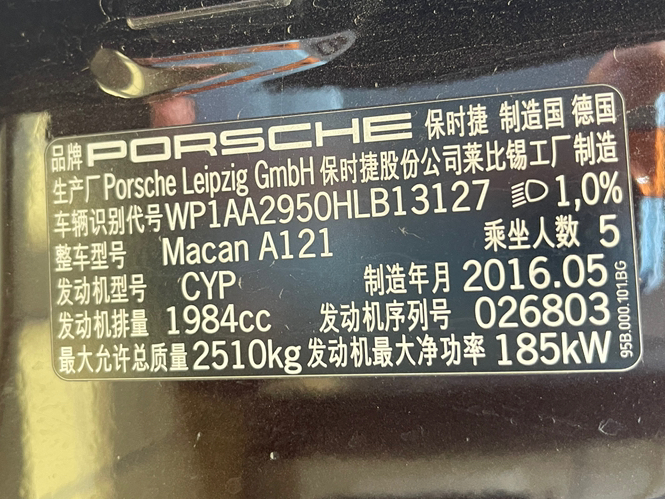 品牌 PORSCHE 保时捷 制造国 德国
生产厂 Porsche Leipzig GmbH 保时捷股份公司莱比锡工厂制造
车辆识别代号 WP1AA2950HLB13127 1,0%
整车型号 Macan A121 乘坐人数 5
发动机型号 CYP 制造年月 2016.05
发动机排量 1984cc 发动机序列号 026803
最大允许总质量 2510kg 发动机最大净功率 185kW
95B.000.101.BG